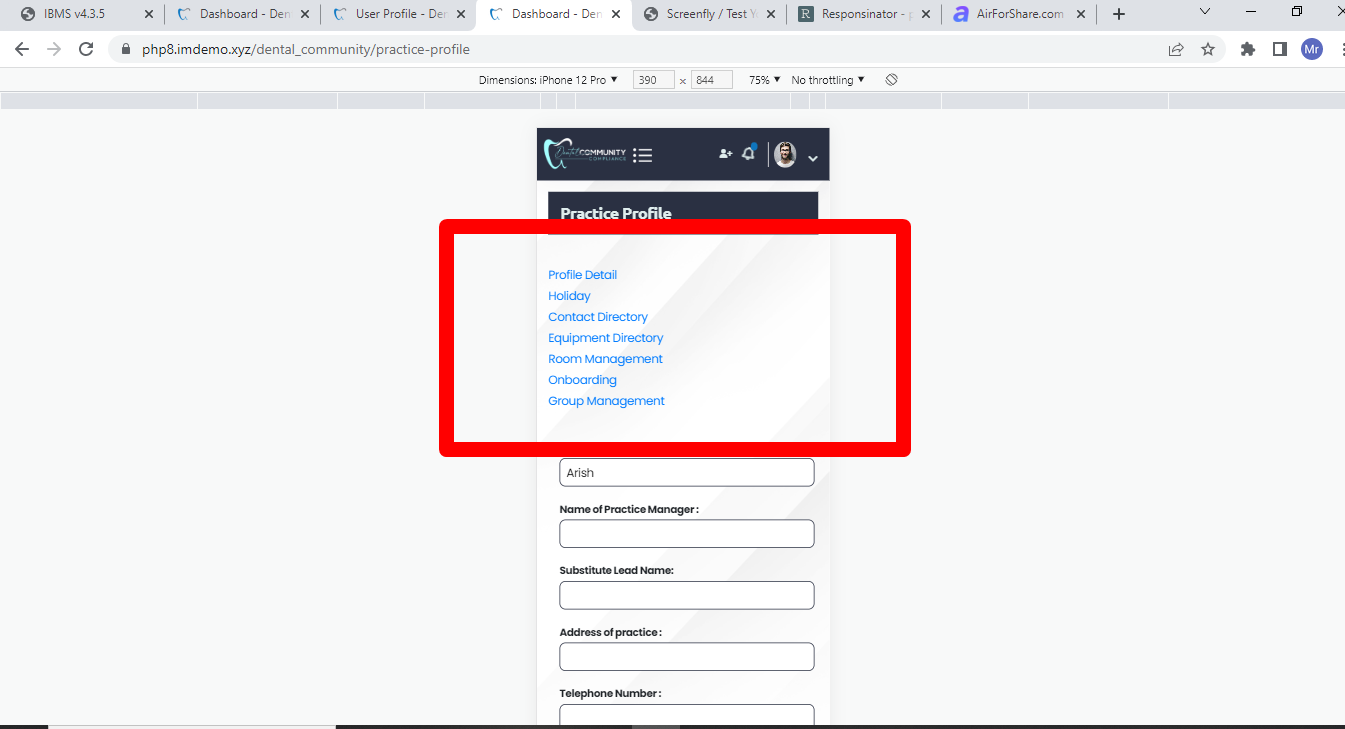 IBMS v4.3.5
Dashboard - Den
User Profile - Den
Dashboard - Den
Screenfly / Test Y
Responsinator - p
AirForShare.com
php8.imdemo.xyz/dental_community/practice-profile
Mr
Dimensions: iPhone 12 Pro ▼ 390 × 844 75% ▼ No throttling ▼
Dental COMMUNITY
COMPLIANCE
Practice Profile
Profile Detail
Holiday
Contact Directory
Equipment Directory
Room Management
Onboarding
Group Management
Arish
Name of Practice Manager :
Substitute Lead Name:
Address of practice :
Telephone Number :